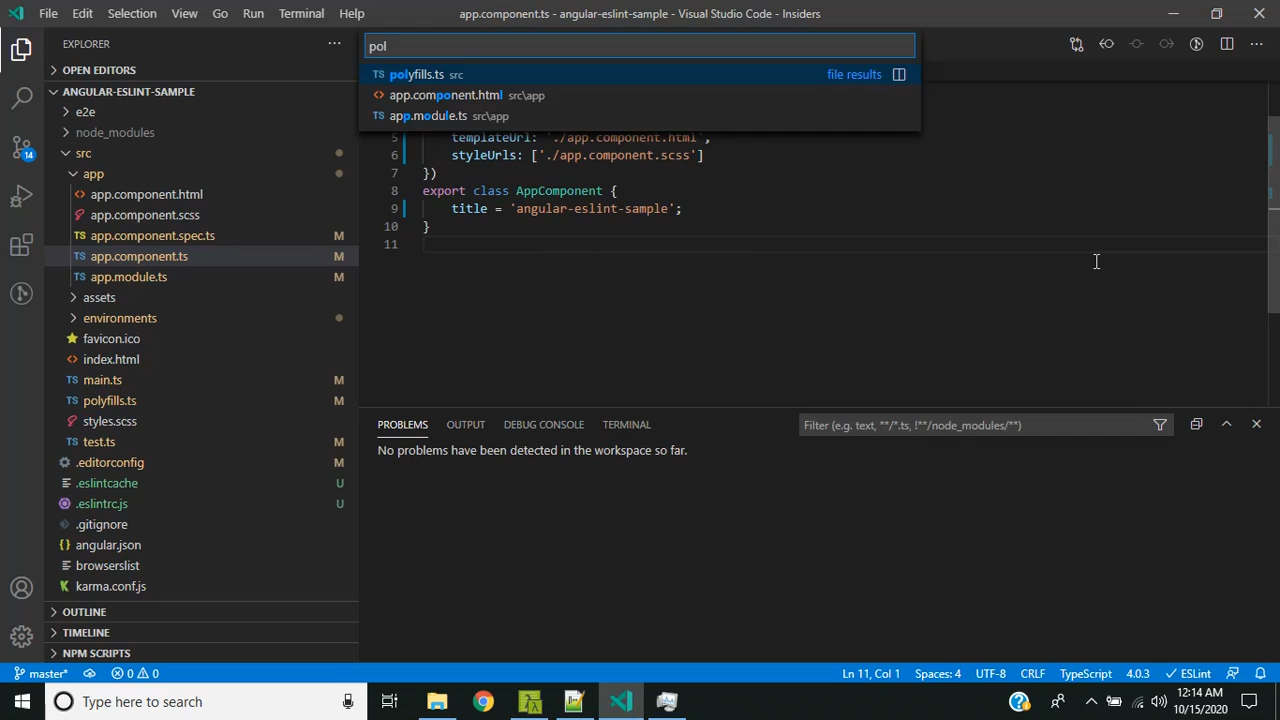 File Edit Selection View Go Run Terminal Help
app.component.ts - angular-eslint-sample - Visual Studio Code - Insiders
EXPLORER
OPEN EDITORS
ANGULAR-ESLINT-SAMPLE
e2e
node_modules
src
app
app.component.html
app.component.scss
app.component.spec.ts M
TS app.component.ts M
TS app.module.ts M
assets
environments
favicon.ico
index.html
TS main.ts M
TS polyfills.ts M
styles.scss
TS test.ts M
.editorconfig M
.eslintcache U
.eslintrc.js U
.gitignore
angular.json
browserslist
karma.conf.js
OUTLINE
TIMELINE
NPM SCRIPTS
14
pol
TS polyfills.ts src file results
app.component.html src\app
TS app.module.ts src\app
5 templateUrl: './app.component.html',
6 styleUrls: ['./app.component.scss']
7 })
8 export class AppComponent {
9 title = 'angular-eslint-sample';
10 }
11
PROBLEMS OUTPUT DEBUG CONSOLE TERMINAL
Filter (e.g. text, **/*.ts, !**/node_modules/**)
No problems have been detected in the workspace so far.
master* 0 0 Ln 11, Col 1 Spaces: 4 UTF-8 CRLF TypeScript 4.0.3 ESLint
Type here to search
12:14 AM
10/15/2020